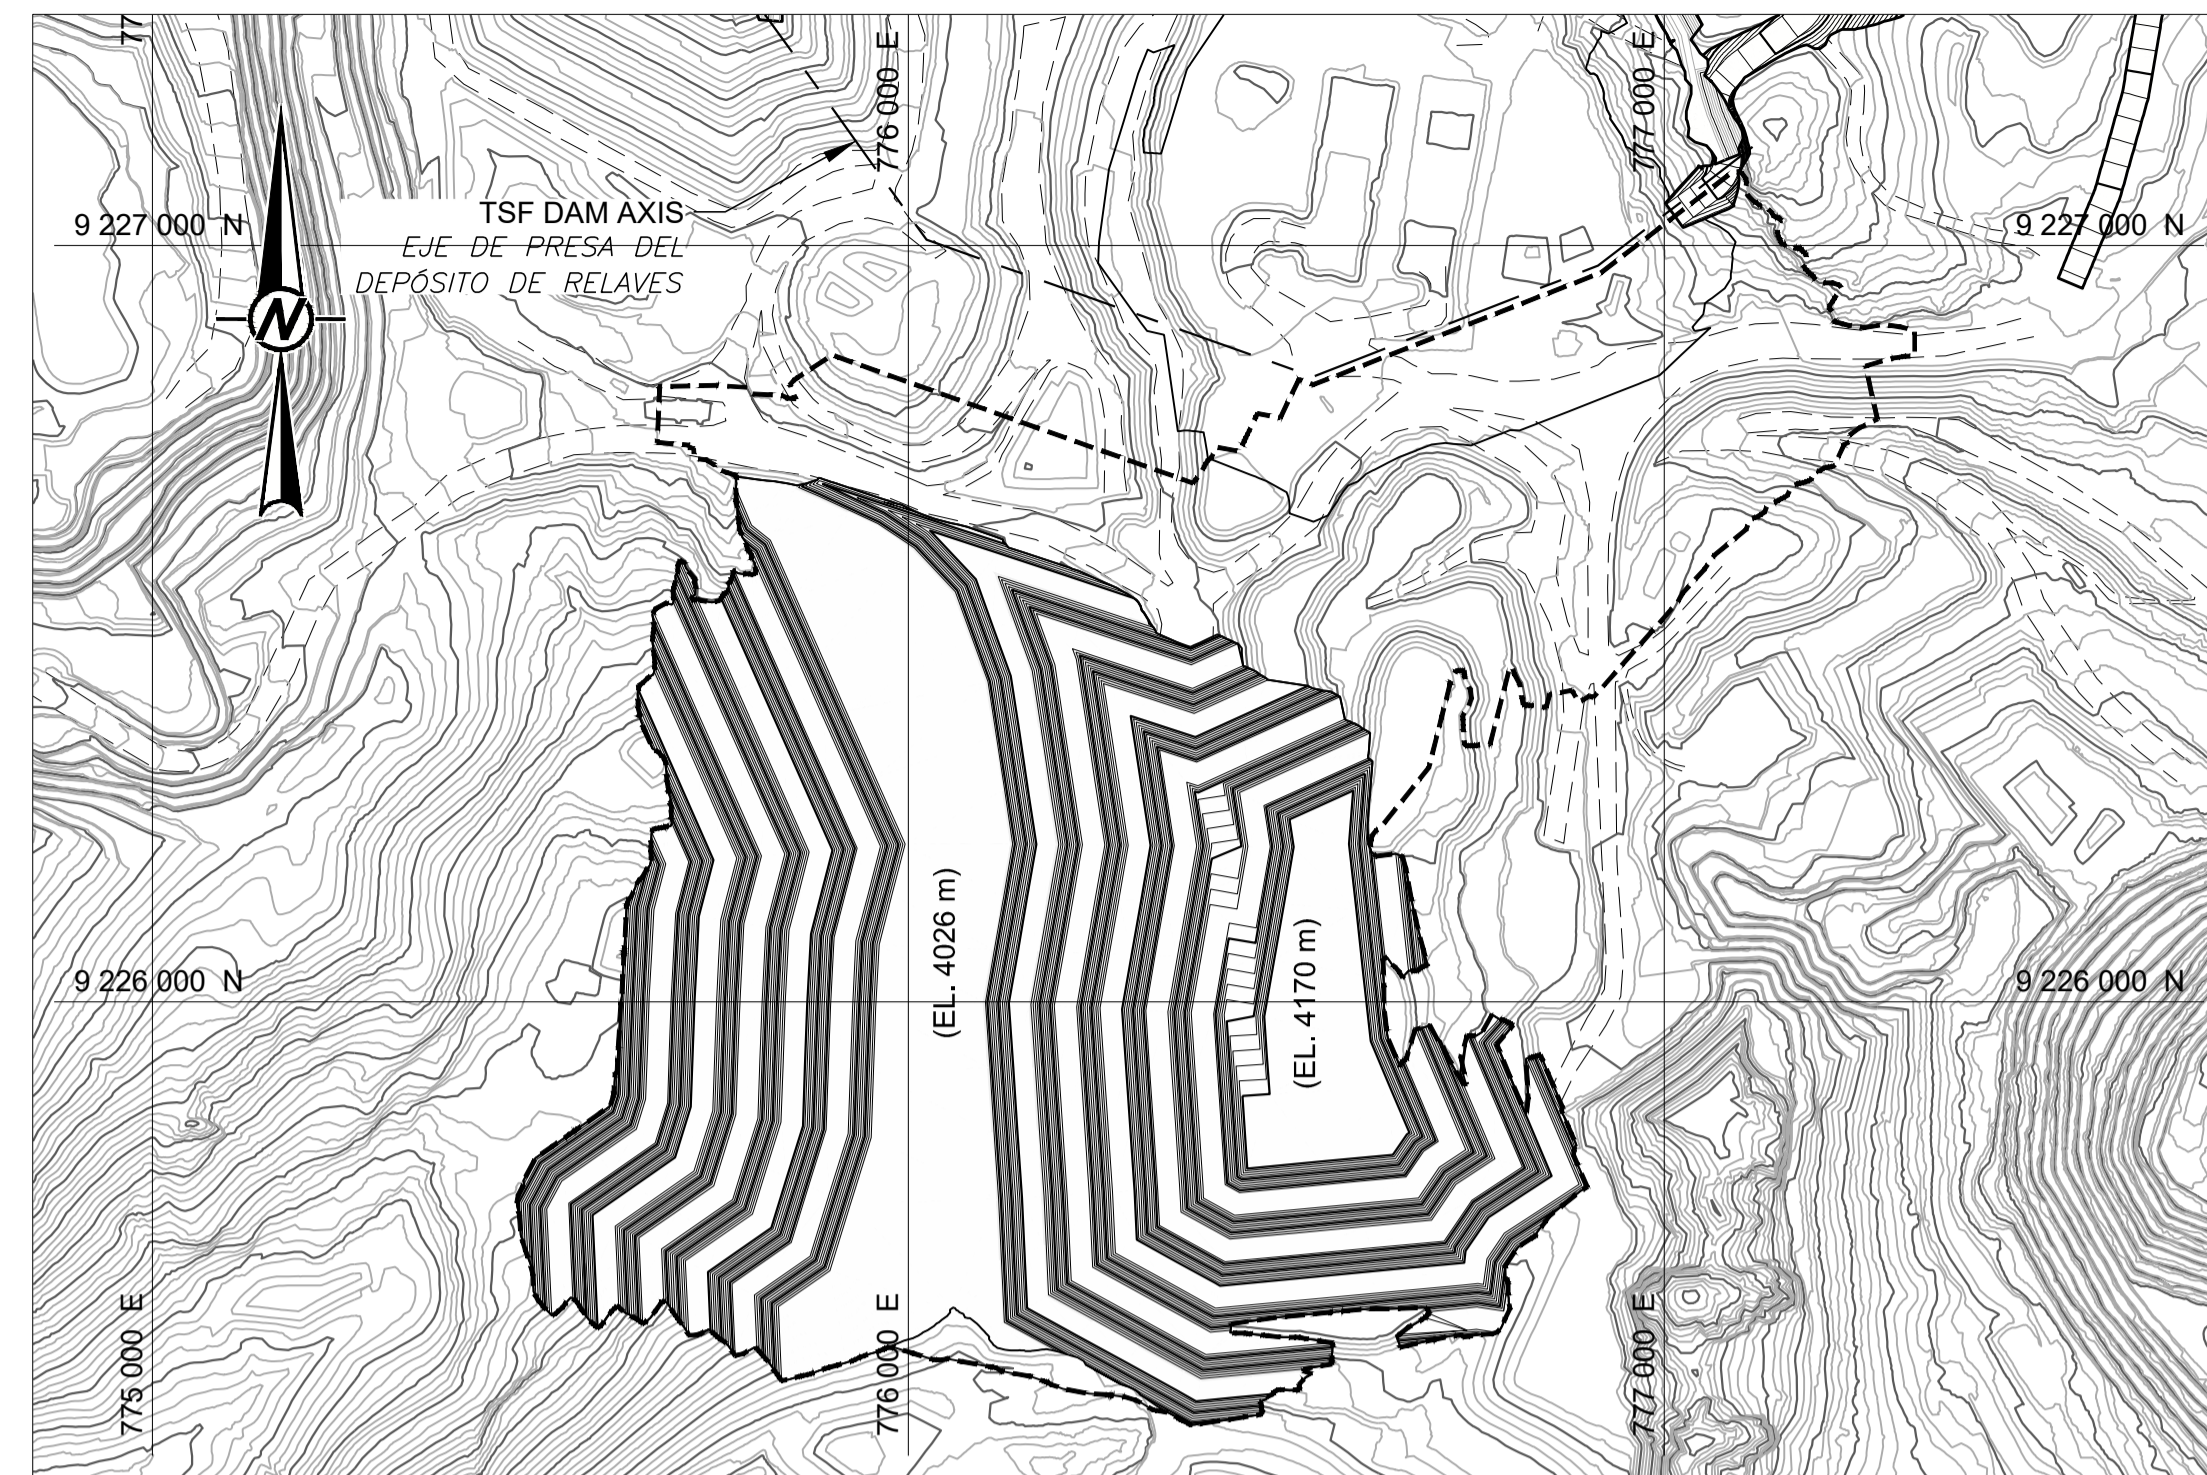 77
776 000 E
777 000 E
9 227 000 N
TSF DAM AXIS
EJE DE PRESA DEL
DEPÓSITO DE RELAVES
9 227 000 N
N
(EL. 4026 m)
(EL. 4170 m)
9 226 000 N
9 226 000 N
775 000 E
776 000 E
777 000 E